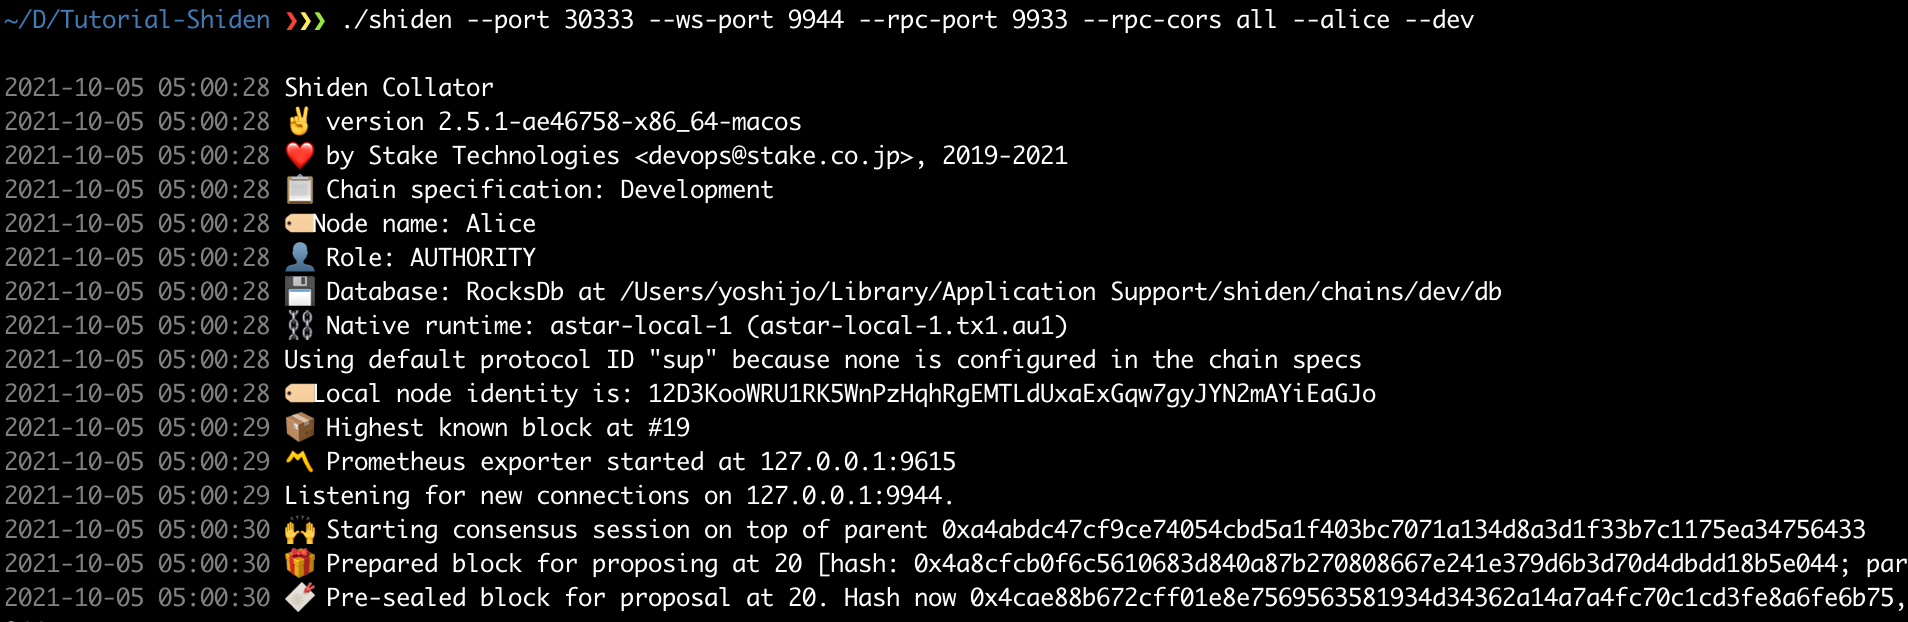 ~/D/Tutorial-Shiden ❯❯❯ ./shiden --port 30333 --ws-port 9944 --rpc-port 9933 --rpc-cors all --alice --dev
2021-10-05 05:00:28 Shiden Collator
2021-10-05 05:00:28 ✌️ version 2.5.1-ae46758-x86_64-macos
2021-10-05 05:00:28 ❤️ by Stake Technologies <devops@stake.co.jp>, 2019-2021
2021-10-05 05:00:28 📋 Chain specification: Development
2021-10-05 05:00:28 🏷 Node name: Alice
2021-10-05 05:00:28 👤 Role: AUTHORITY
2021-10-05 05:00:28 💾 Database: RocksDb at /Users/yoshijo/Library/Application Support/shiden/chains/dev/db
2021-10-05 05:00:28 ⛓ Native runtime: astar-local-1 (astar-local-1.tx1.au1)
2021-10-05 05:00:28 Using default protocol ID "sup" because none is configured in the chain specs
2021-10-05 05:00:28 🏷 Local node identity is: 12D3KooWRU1RK5WnPzHqhRgEMTLdUxaExGqw7gyJYN2mAYiEaGJo
2021-10-05 05:00:29 📦 Highest known block at #19
2021-10-05 05:00:29 〽️ Prometheus exporter started at 127.0.0.1:9615
2021-10-05 05:00:29 Listening for new connections on 127.0.0.1:9944.
2021-10-05 05:00:30 🙌 Starting consensus session on top of parent 0xa4abdc47cf9ce74054cbd5a1f403bc7071a134d8a3d1f33b7c1175ea34756433
2021-10-05 05:00:30 🎁 Prepared block for proposing at 20 [hash: 0x4a8cfcb0f6c5610683d840a87b270808667e241e379d6b3d70d4dbdd18b5e044; par
2021-10-05 05:00:30 🔖 Pre-sealed block for proposal at 20. Hash now 0x4cae88b672cff01e8e7569563581934d34362a14a7a4fc70c1cd3fe8a6fe6b75,